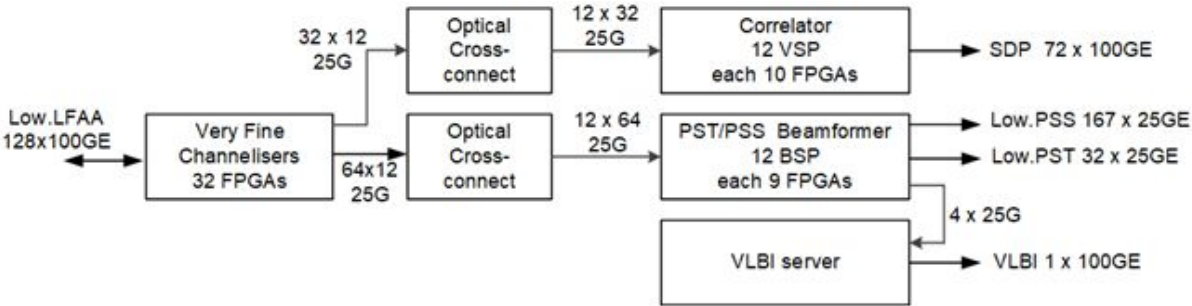 32 x 12
25G
Optical
Cross-
connect
12 x 32
25G
Correlator
12 VSP
each 10 FPGAs
SDP 72 x 100GE
Low.LFAA
128x100GE
Very Fine
Channelisers
32 FPGAs
64x12
25G
Optical
Cross-
connect
12 x 64
25G
PST/PSS Beamformer
12 BSP
each 9 FPGAs
Low.PSS 167 x 25GE
Low.PST 32 x 25GE
4 x 25G
VLBI server
VLBI 1 x 100GE